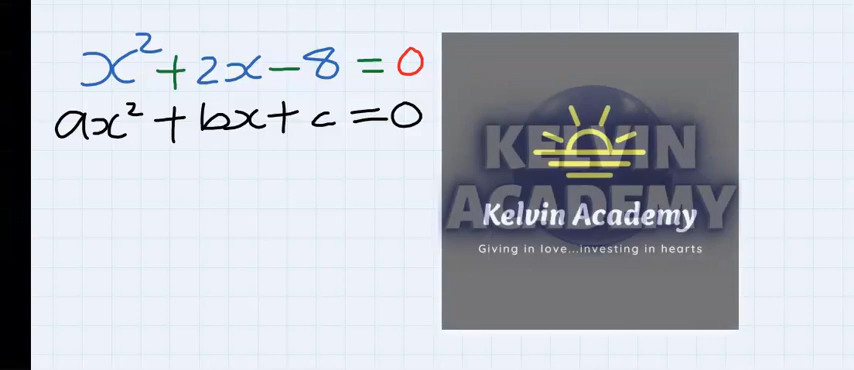 x² + 2x - 8 = 0
ax² + bx + c = 0
KELVIN
ACADEMY
Kelvin Academy
Giving in love...investing in hearts